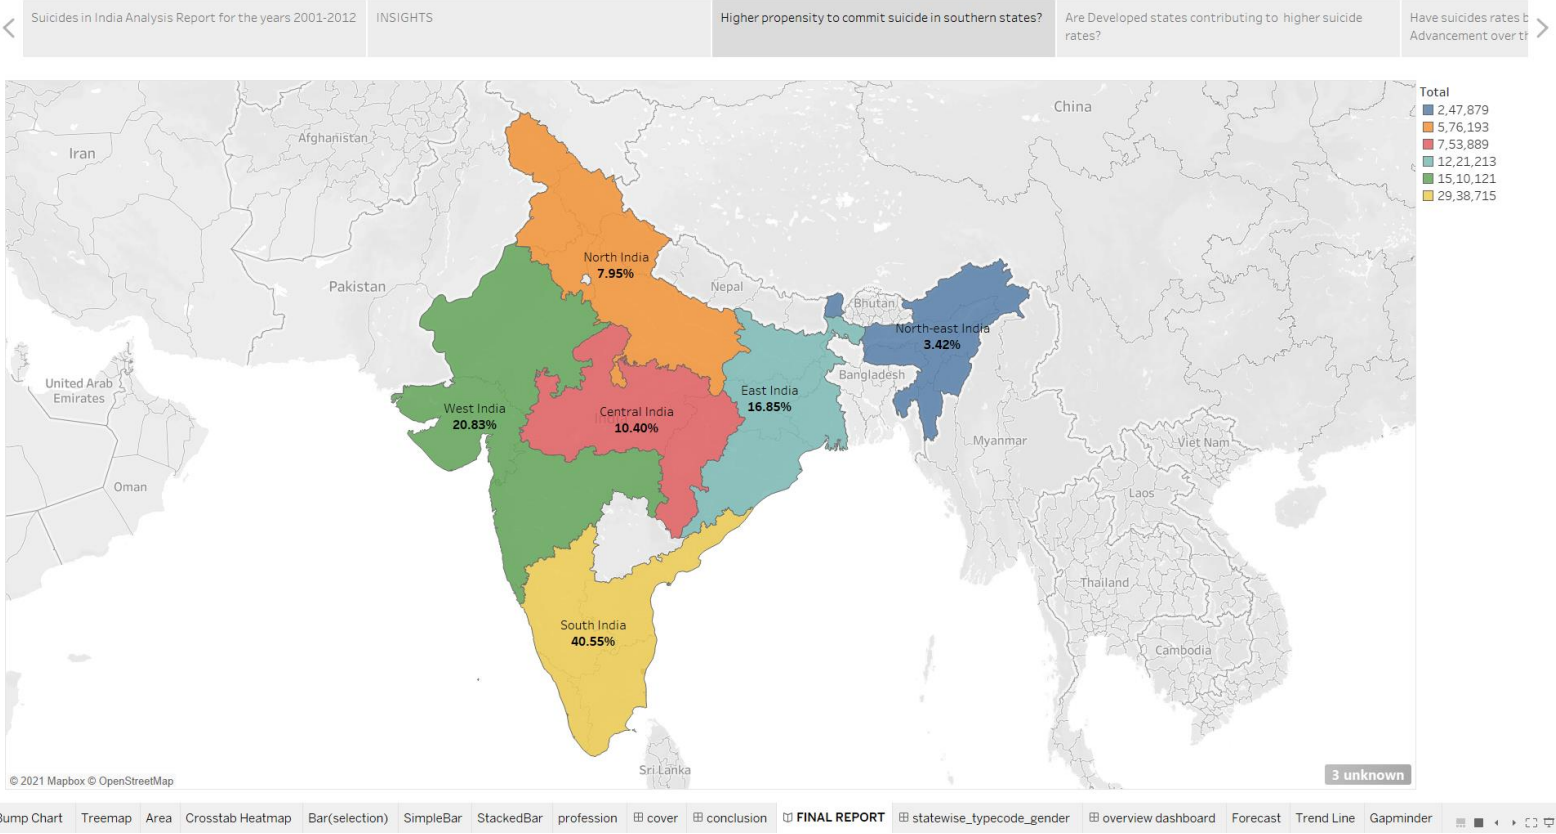 Suicides in India Analysis Report for the years 2001-2012
INSIGHTS
Higher propensity to commit suicide in southern states?
Are Developed states contributing to higher suicide
rates?
Have suicides rates b
Advancement over th
Total
2,47,879
5,76,193
7,53,889
12,21,213
15,10,121
29,38,715
China
Afghanistan
Iran
North India
7.95%
Pakistan
Nepal
Bhutan
North-east India
3.42%
Bangladesh
United Arab
Emirates
East India
16.85%
West India
20.83%
Central India
10.40%
Myanmar
Viet Nam
Oman
Laos
Thailand
South India
40.55%
Cambodia
Sri Lanka
© 2021 Mapbox © OpenStreetMap
3 unknown
Bump Chart
Treemap
Area
Crosstab Heatmap
Bar(selection)
SimpleBar
StackedBar
profession
cover
conclusion
FINAL REPORT
statewise_typecode_gender
overview dashboard
Forecast
Trend Line
Gapminder